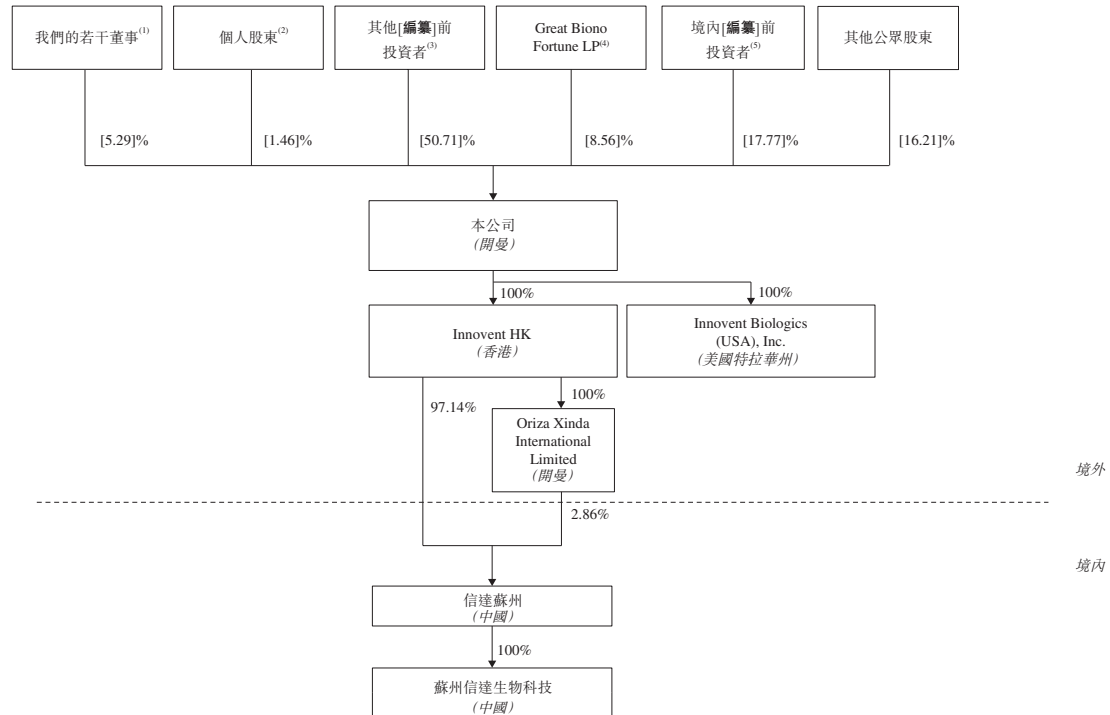 我們的若干董事(1)
個人股東(2)
其他[編纂]前
投資者(3)
Great Biono
Fortune LP(4)
境內[編纂]前
投資者(5)
其他公眾股東
[5.29]%
[1.46]%
[50.71]%
[8.56]%
[17.77]%
[16.21]%
本公司
（開曼）
100%
100%
Innovent HK
（香港）
Innovent Biologics
(USA), Inc.
（美國特拉華州）
97.14%
100%
Oriza Xinda
International
Limited
（開曼）
境外
2.86%
境內
信達蘇州
（中國）
100%
蘇州信達生物科技
（中國）